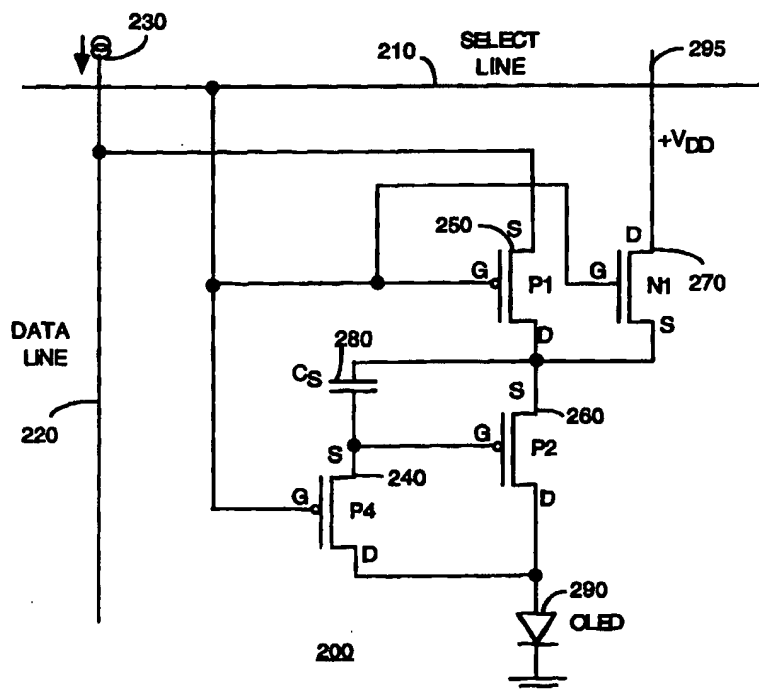 230
SELECT
LINE
210
295
+VDD
250
S
D
G
P1
G
N1
270
DATA
LINE
D
S
280
CS
S
260
220
G
P2
S
240
G
P4
D
D
290
OLED
200